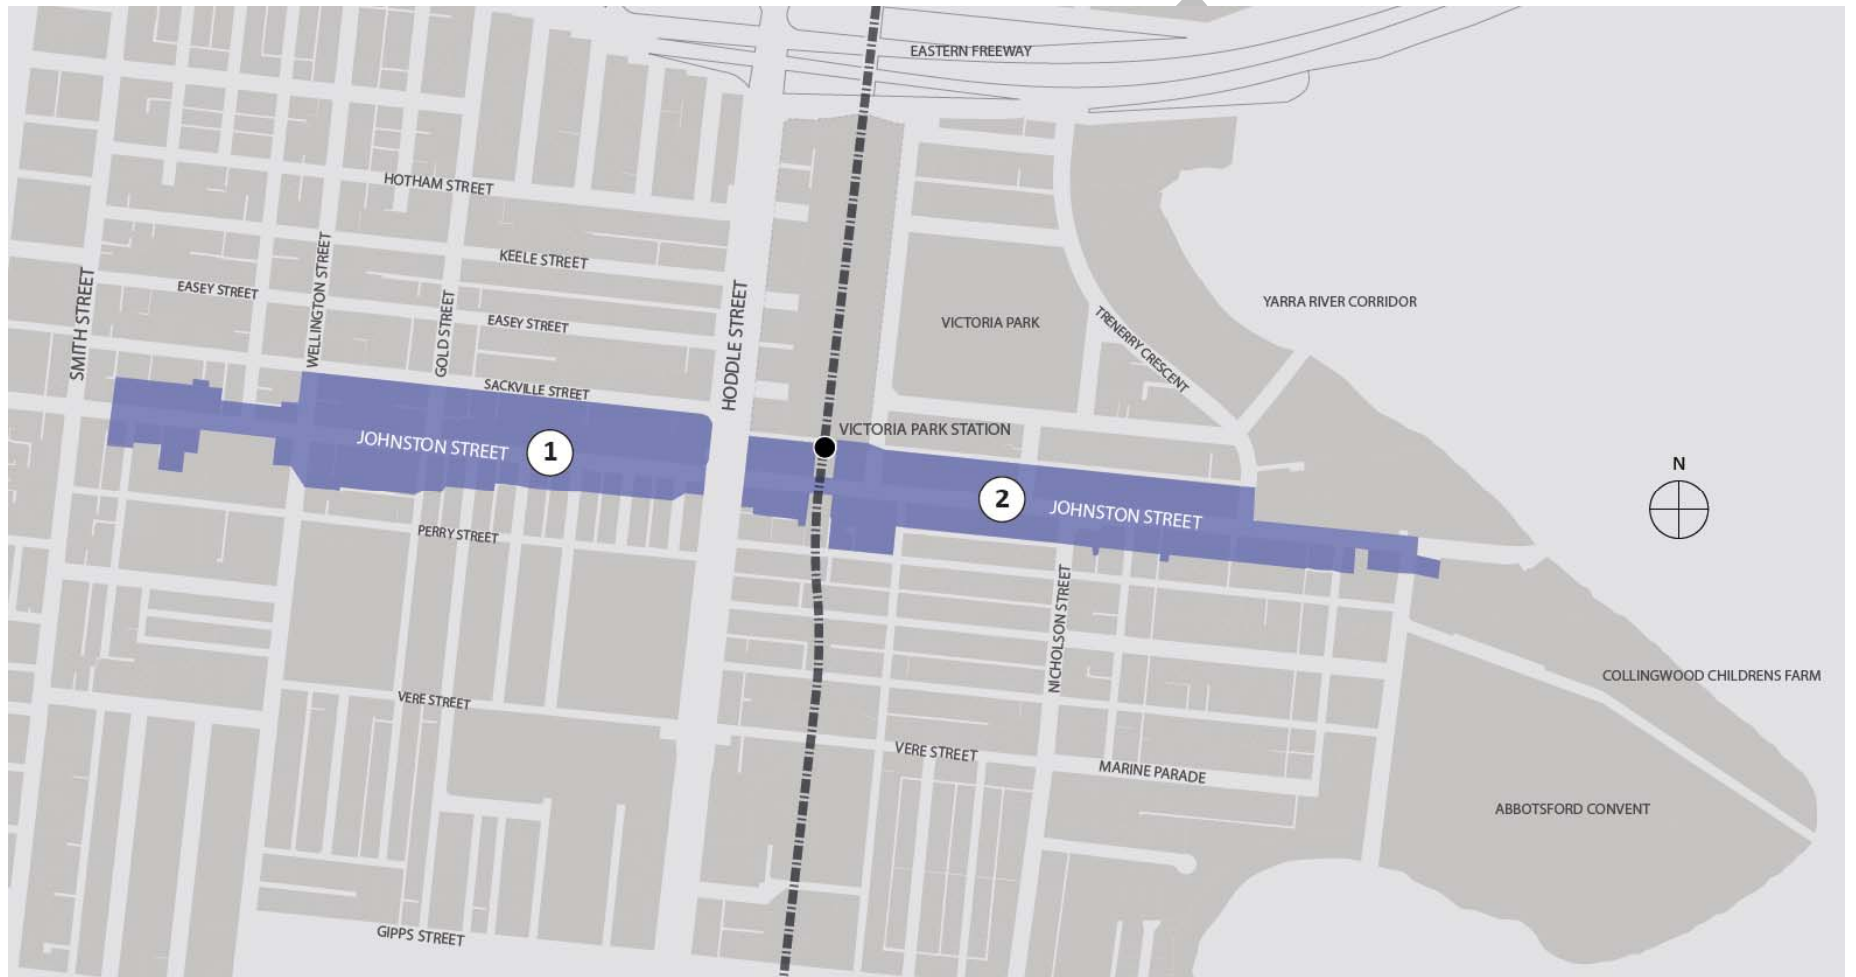 EASTERN FREEWAY
HOTHAM STREET
KEELE STREET
EASEY STREET
WELLINGTON STREET
SMITH STREET
GOLD STREET
EASEY STREET
HODDLE STREET
VICTORIA PARK
TRENERRY CRESCENT
YARRA RIVER CORRIDOR
SACKVILLE STREET
VICTORIA PARK STATION
JOHNSTON STREET
1
2
JOHNSTON STREET
N
PERRY STREET
NICHOLSON STREET
COLLINGWOOD CHILDRENS FARM
VERE STREET
VERE STREET
MARINE PARADE
ABBOTSFORD CONVENT
GIPPS STREET